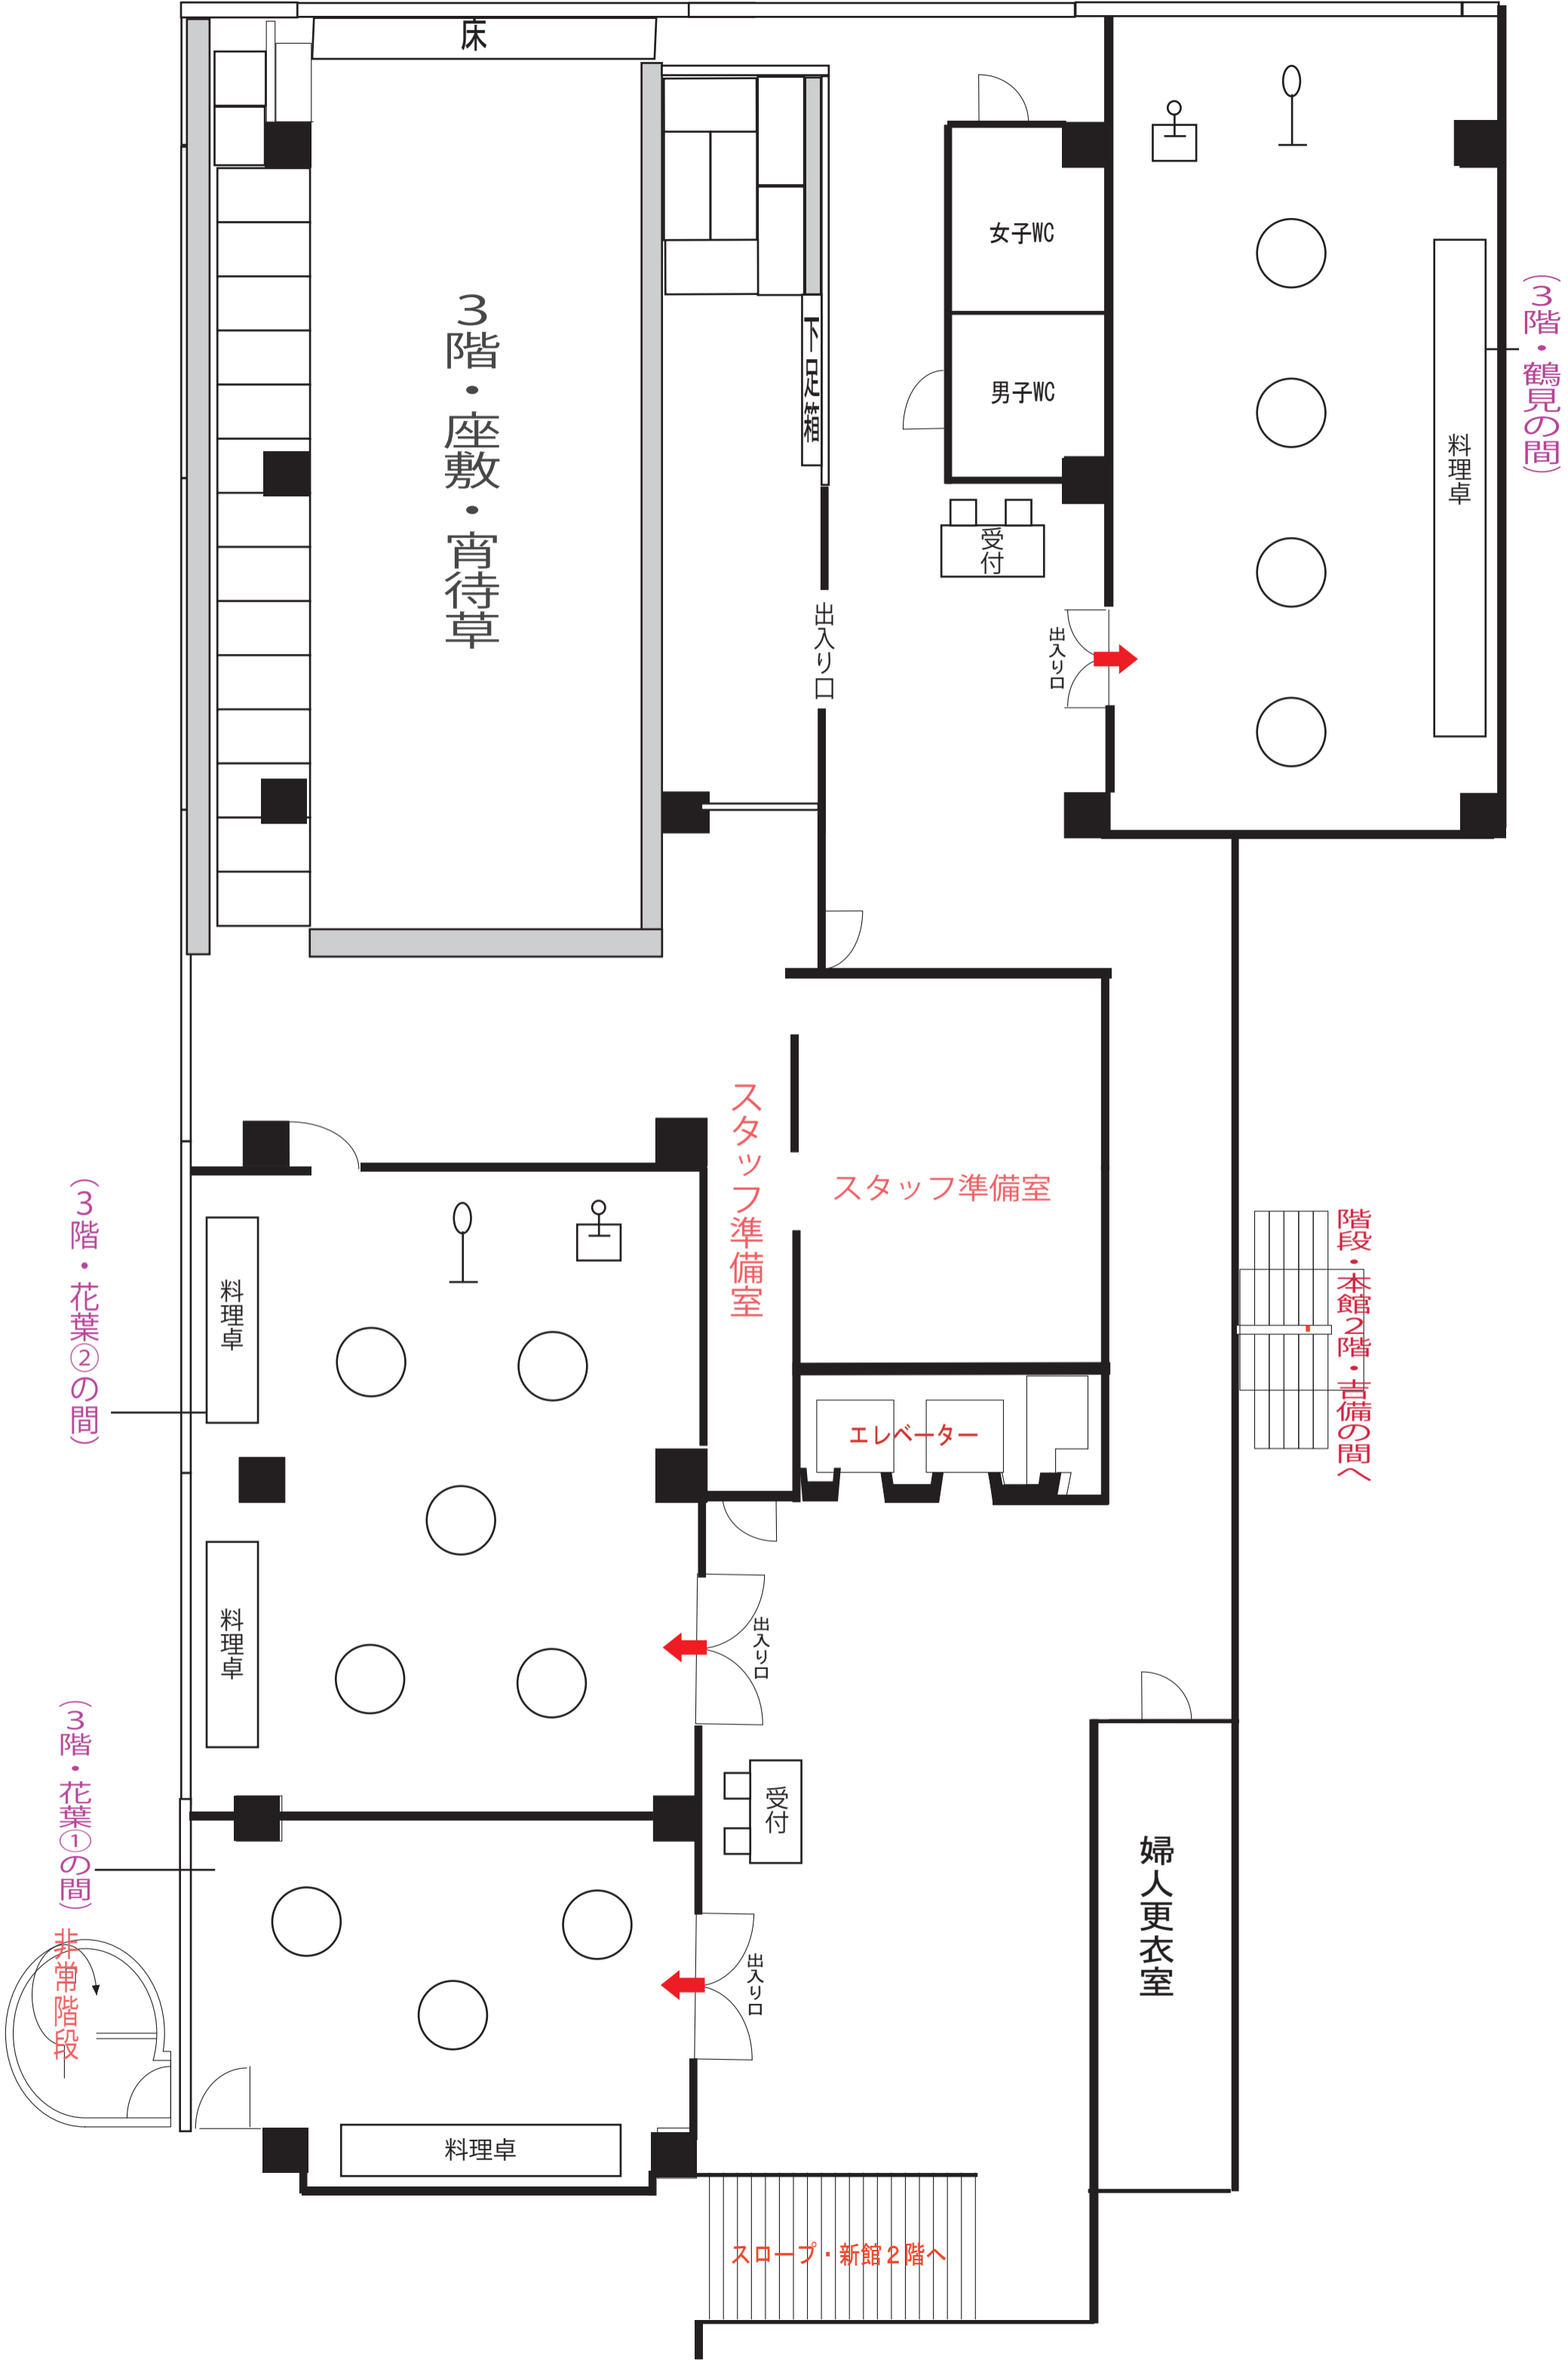 床
3階・座敷・宵待草
下足箱
女子WC
男子WC
受付
出入り口
出入り口
料理卓
（3階・鶴見の間）
スタッフ準備室
スタッフ準備室
エレベーター
階段・本館2階・吉備の間へ
（3階・花葉②の間）
料理卓
料理卓
出入り口
受付
（3階・花葉①の間）
非常階段
出入り口
婦人更衣室
料理卓
スロープ・新館2階へ